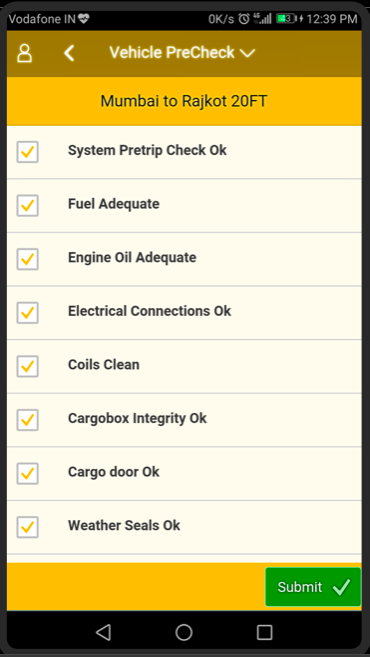 Vodafone IN 0K/s 12:39 PM
Vehicle PreCheck
Mumbai to Rajkot 20FT
System Pretrip Check Ok
Fuel Adequate
Engine Oil Adequate
Electrical Connections Ok
Coils Clean
Cargobox Integrity Ok
Cargo door Ok
Weather Seals Ok
Submit